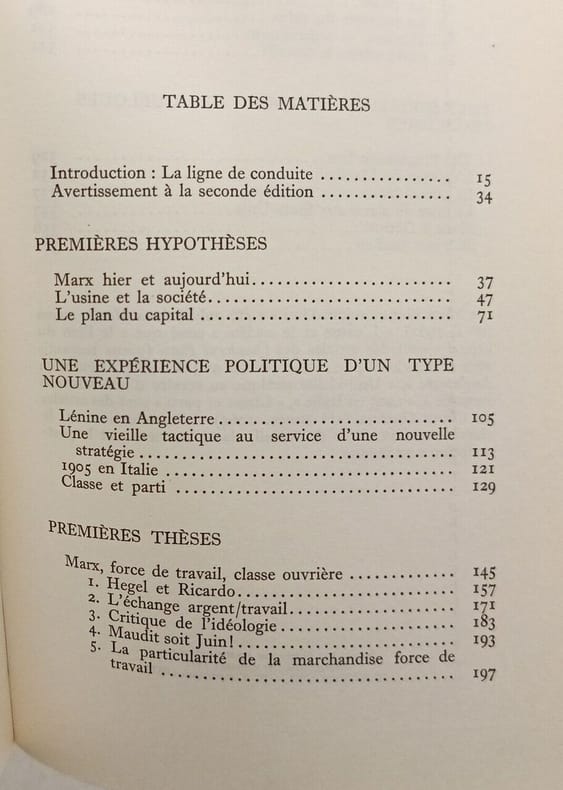 TABLE DES MATIÈRES
Introduction : La ligne de conduite ................ 15
Avertissement à la seconde édition ................ 34
PREMIÈRES HYPOTHÈSES
Marx hier et aujourd'hui........................ 37
L'usine et la société............................. 47
Le plan du capital .............................. 71
UNE EXPÉRIENCE POLITIQUE D'UN TYPE
NOUVEAU
Lénine en Angleterre............................ 105
Une vieille tactique au service d'une nouvelle
stratégie ...................................... 113
1905 en Italie ................................... 121
Classe et parti .................................. 129
PREMIÈRES THÈSES
Marx, force de travail, classe ouvrière ............. 145
1. Hegel et Ricardo........................... 157
2. L'échange argent/travail.................... 171
3. Critique de l'idéologie..................... 183
4. Maudit soit Juin!.......................... 193
5. La particularité de la marchandise force de
travail .................................... 197